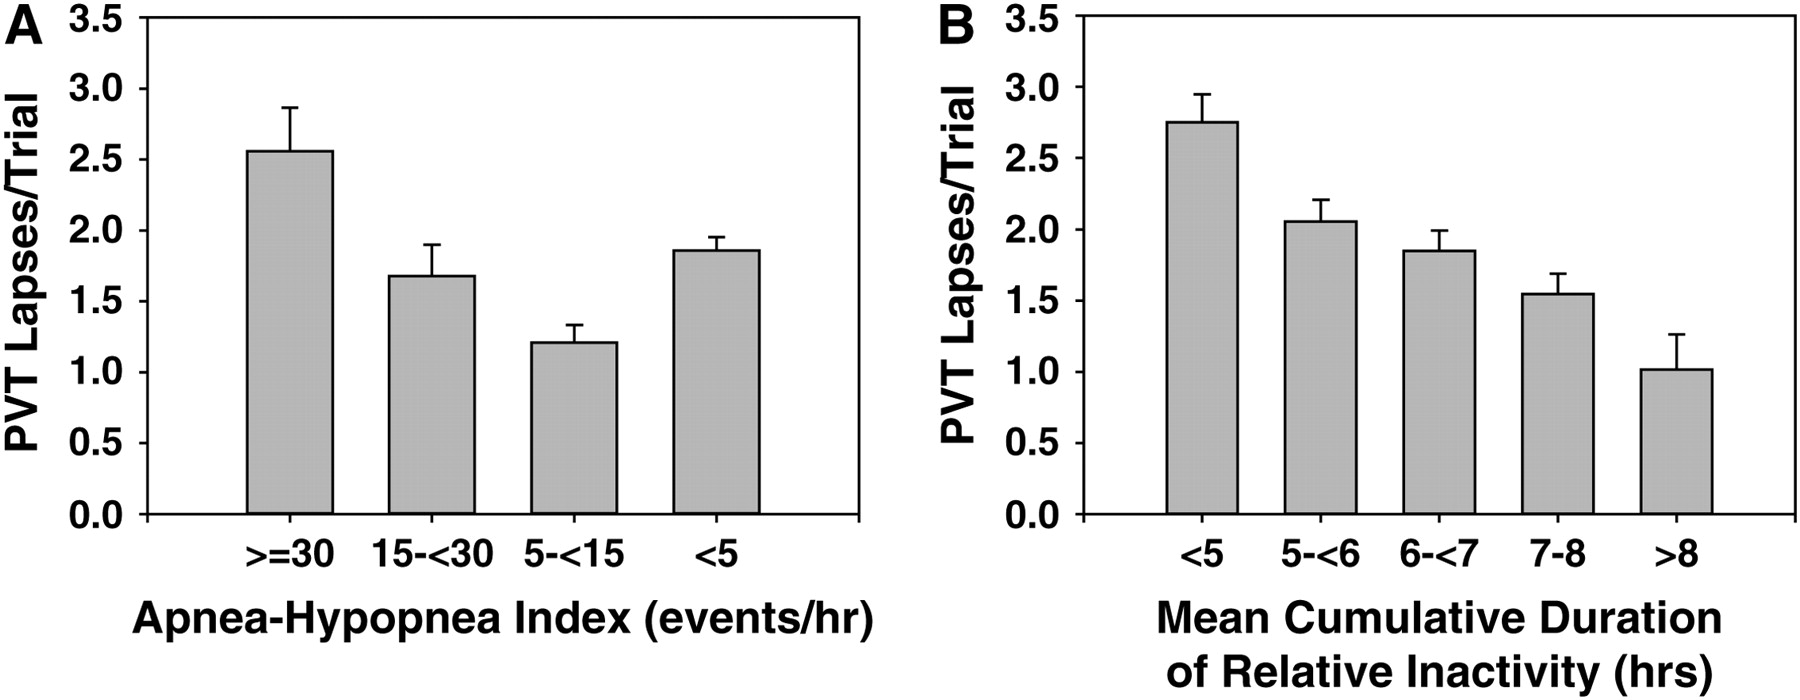 A
PVT Lapses/Trial
3.5
3.0
2.5
2.0
1.5
1.0
0.5
0.0
>=30 15-<30 5-<15 <5
Apnea-Hypopnea Index (events/hr)
B
PVT Lapses/Trial
3.5
3.0
2.5
2.0
1.5
1.0
0.5
0.0
<5 5-<6 6-<7 7-8 >8
Mean Cumulative Duration
of Relative Inactivity (hrs)